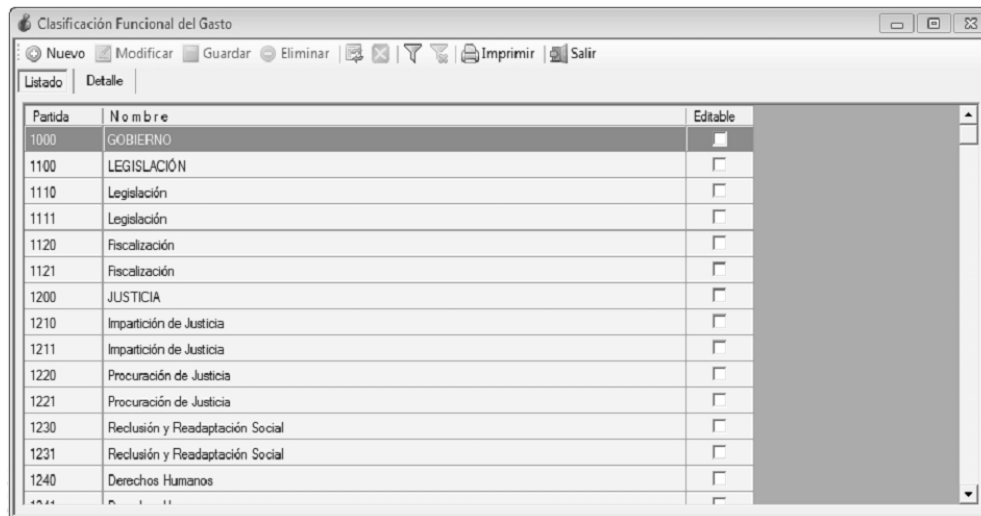 Clasificación Funcional del Gasto
Nuevo Modificar Guardar Eliminar Imprimir Salir
Listado Detalle
Partida Nombre Editable
1000 GOBIERNO
1100 LEGISLACIÓN
1110 Legislación
1111 Legislación
1120 Fiscalización
1121 Fiscalización
1200 JUSTICIA
1210 Impartición de Justicia
1211 Impartición de Justicia
1220 Procuración de Justicia
1221 Procuración de Justicia
1230 Reclusión y Readaptación Social
1231 Reclusión y Readaptación Social
1240 Derechos Humanos